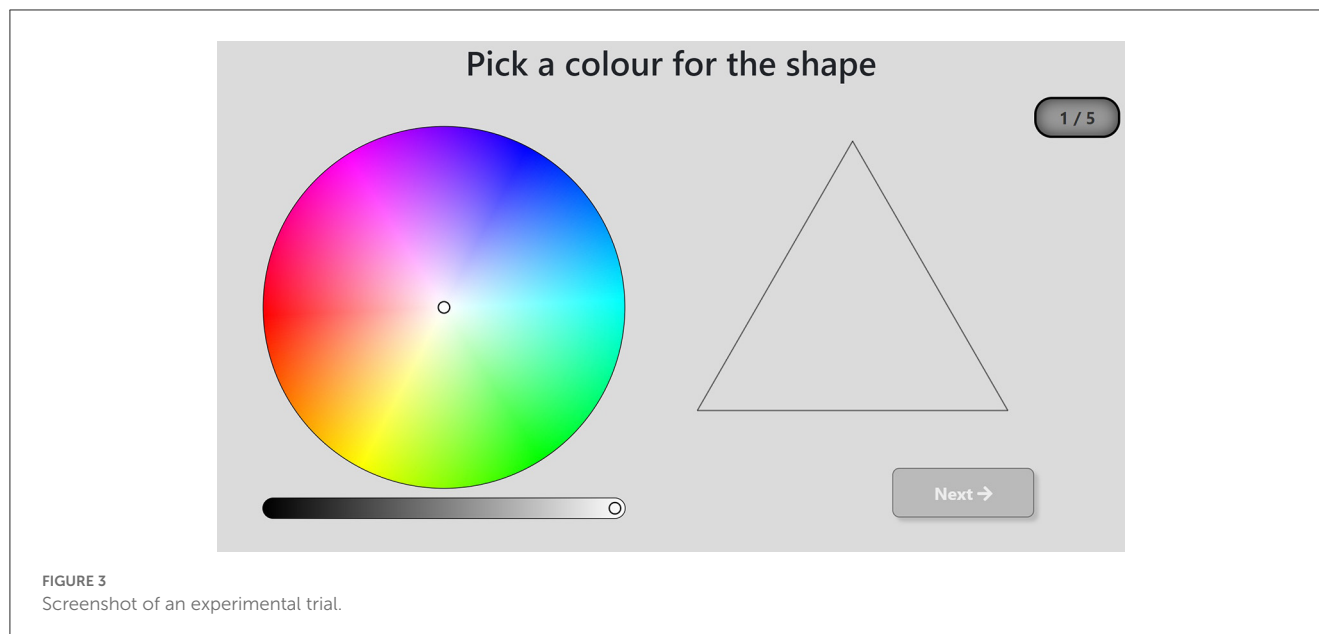 Pick a colour for the shape
1 / 5
Next →
FIGURE 3
Screenshot of an experimental trial.